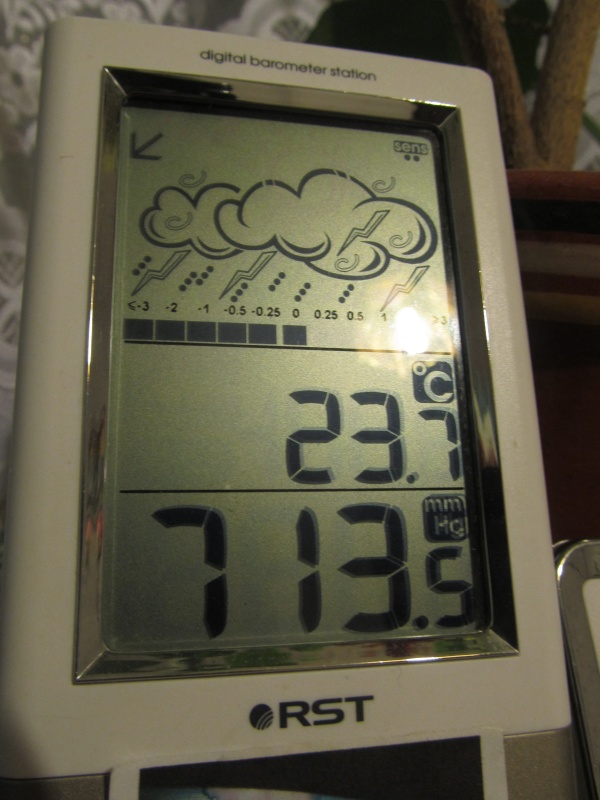 digital barometer station
sens
≤-3 -2 -1 -0.5 -0.25 0 0.25 0.5 1 >3
°C
23.7
mm
Hg
713.5
RST